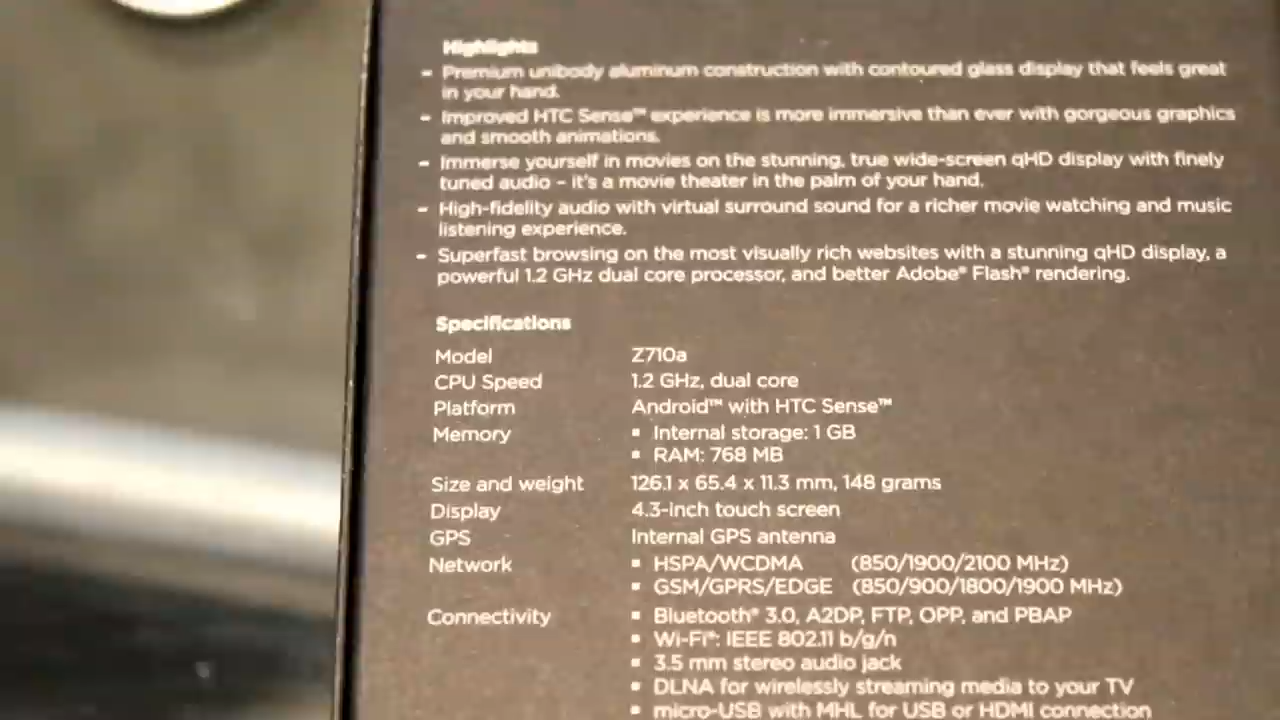 Highlights
– Premium unibody aluminum construction with contoured glass display that feels great
in your hand.
– Improved HTC Sense™ experience is more immersive than ever with gorgeous graphics
and smooth animations.
– Immerse yourself in movies on the stunning, true wide-screen qHD display with finely
tuned audio – it's a movie theater in the palm of your hand.
– High-fidelity audio with virtual surround sound for a richer movie watching and music
listening experience.
– Superfast browsing on the most visually rich websites with a stunning qHD display, a
powerful 1.2 GHz dual core processor, and better Adobe® Flash® rendering.
Specifications
Model Z710a
CPU Speed 1.2 GHz, dual core
Platform Android™ with HTC Sense™
Memory ▪ Internal storage: 1 GB
▪ RAM: 768 MB
Size and weight 126.1 x 65.4 x 11.3 mm, 148 grams
Display 4.3-inch touch screen
GPS Internal GPS antenna
Network ▪ HSPA/WCDMA (850/1900/2100 MHz)
▪ GSM/GPRS/EDGE (850/900/1800/1900 MHz)
Connectivity ▪ Bluetooth® 3.0, A2DP, FTP, OPP, and PBAP
▪ Wi-Fi®: IEEE 802.11 b/g/n
▪ 3.5 mm stereo audio jack
▪ DLNA for wirelessly streaming media to your TV
▪ micro-USB with MHL for USB or HDMI connection